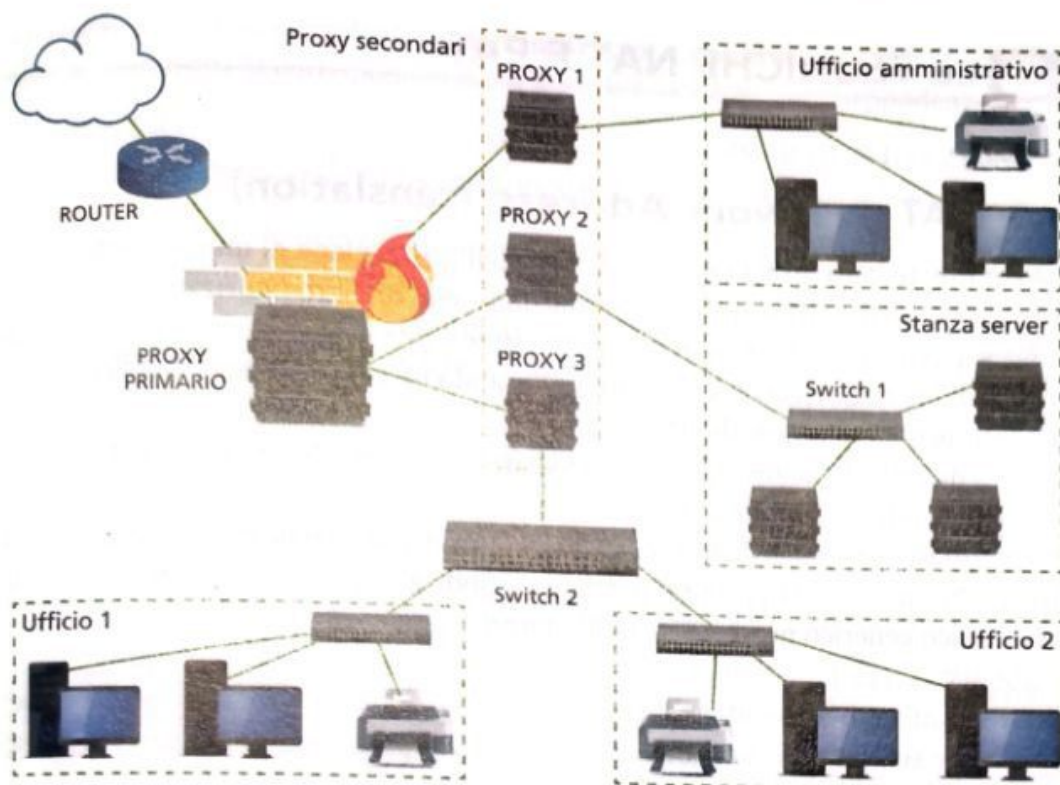 Proxy secondari
PROXY 1
Ufficio amministrativo
ROUTER
PROXY 2
PROXY
PRIMARIO
PROXY 3
Stanza server
Switch 1
Switch 2
Ufficio 1
Ufficio 2